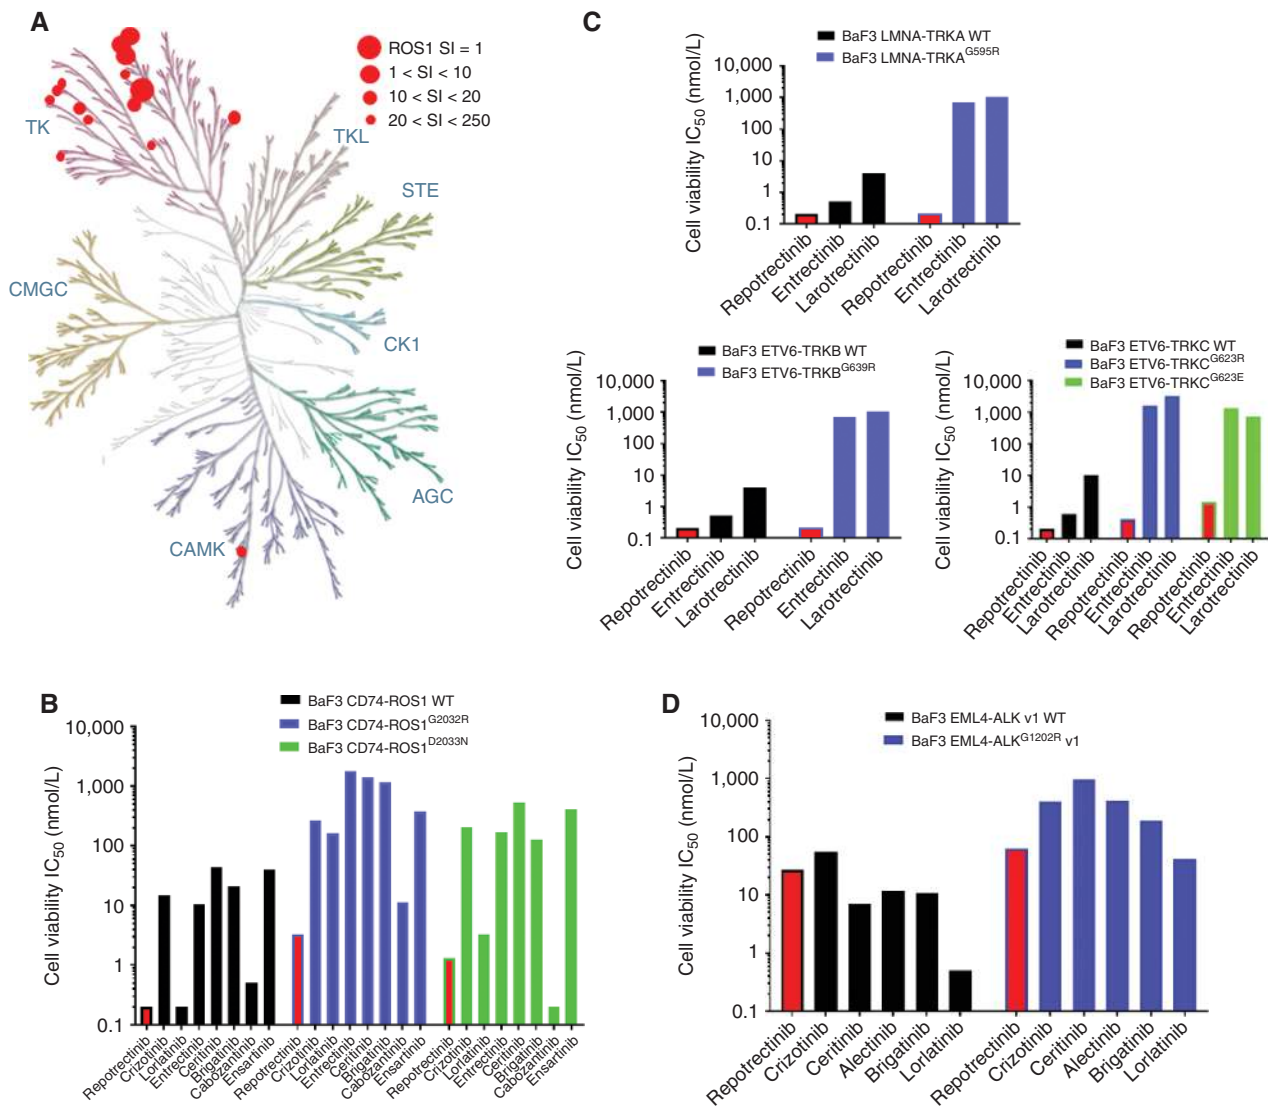 A
ROS1 SI = 1
1 < SI < 10
10 < SI < 20
20 < SI < 250
TK
TKL
STE
CMGC
CK1
AGC
CAMK
C
BaF3 LMNA-TRKA WT
BaF3 LMNA-TRKA^G595R
Cell viability IC50 (nmol/L)
10,000
1,000
100
10
1
0.1
Repotrectinib
Entrectinib
Larotrectinib
Repotrectinib
Entrectinib
Larotrectinib
BaF3 ETV6-TRKB WT
BaF3 ETV6-TRKB^G639R
Cell viability IC50 (nmol/L)
10,000
1,000
100
10
1
0.1
Repotrectinib
Entrectinib
Larotrectinib
Repotrectinib
Entrectinib
Larotrectinib
BaF3 ETV6-TRKC WT
BaF3 ETV6-TRKC^G623R
BaF3 ETV6-TRKC^G623E
Cell viability IC50 (nmol/L)
10,000
1,000
100
10
1
0.1
Repotrectinib
Entrectinib
Larotrectinib
Repotrectinib
Entrectinib
Larotrectinib
Repotrectinib
Entrectinib
Larotrectinib
B
BaF3 CD74-ROS1 WT
BaF3 CD74-ROS1^G2032R
BaF3 CD74-ROS1^D2033N
Cell viability IC50 (nmol/L)
10,000
1,000
100
10
1
0.1
Repotrectinib
Crizotinib
Lorlatinib
Entrectinib
Ceritinib
Brigatinib
Cabozantinib
Ensartinib
Repotrectinib
Crizotinib
Lorlatinib
Entrectinib
Ceritinib
Brigatinib
Cabozantinib
Ensartinib
Repotrectinib
Crizotinib
Lorlatinib
Entrectinib
Ceritinib
Brigatinib
Cabozantinib
Ensartinib
D
BaF3 EML4-ALK v1 WT
BaF3 EML4-ALK^G1202R v1
Cell viability IC50 (nmol/L)
10,000
1,000
100
10
1
0.1
Repotrectinib
Crizotinib
Ceritinib
Alectinib
Brigatinib
Lorlatinib
Repotrectinib
Crizotinib
Ceritinib
Alectinib
Brigatinib
Lorlatinib